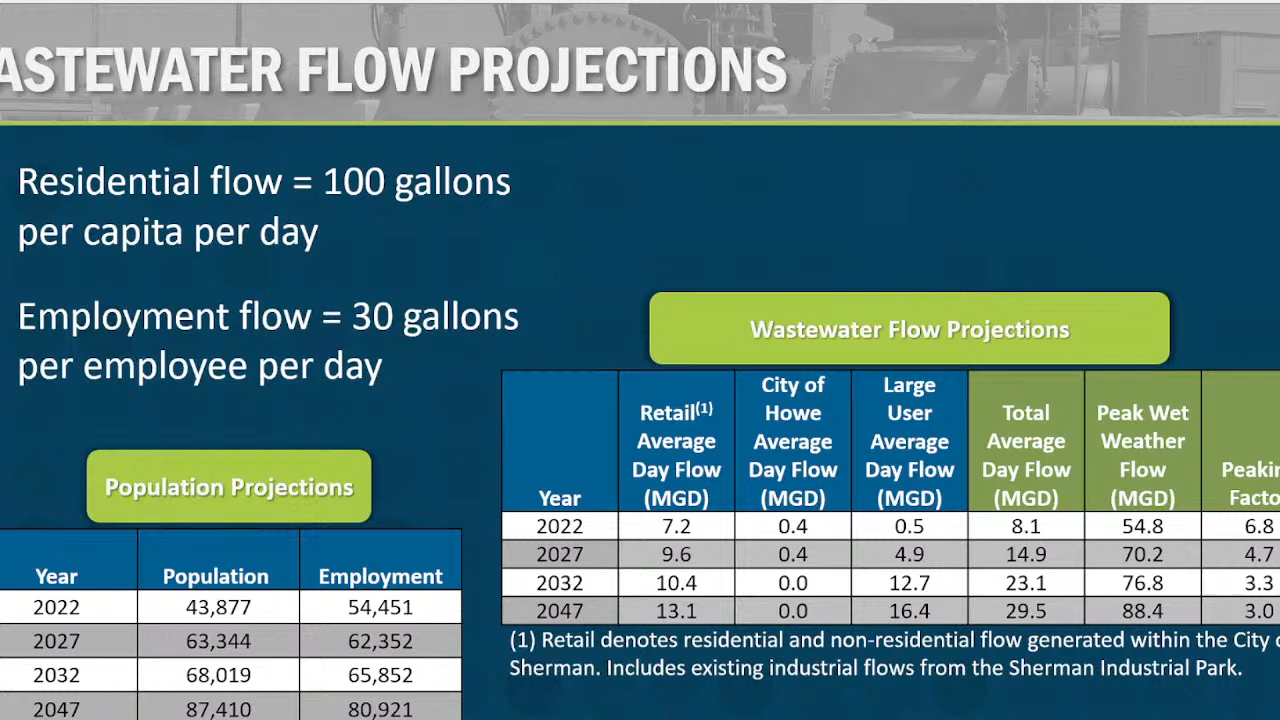 ASTEWATER FLOW PROJECTIONS
Residential flow = 100 gallons
per capita per day
Employment flow = 30 gallons
per employee per day
Population Projections
Year Population Employment
2022 43,877 54,451
2027 63,344 62,352
2032 68,019 65,852
2047 87,410 80,921
Wastewater Flow Projections
Year Retail(1) Average Day Flow (MGD) City of Howe Average Day Flow (MGD) Large User Average Day Flow (MGD) Total Average Day Flow (MGD) Peak Wet Weather Flow (MGD) Peakin Facto
2022 7.2 0.4 0.5 8.1 54.8 6.8
2027 9.6 0.4 4.9 14.9 70.2 4.7
2032 10.4 0.0 12.7 23.1 76.8 3.3
2047 13.1 0.0 16.4 29.5 88.4 3.0
(1) Retail denotes residential and non-residential flow generated within the City
Sherman. Includes existing industrial flows from the Sherman Industrial Park.